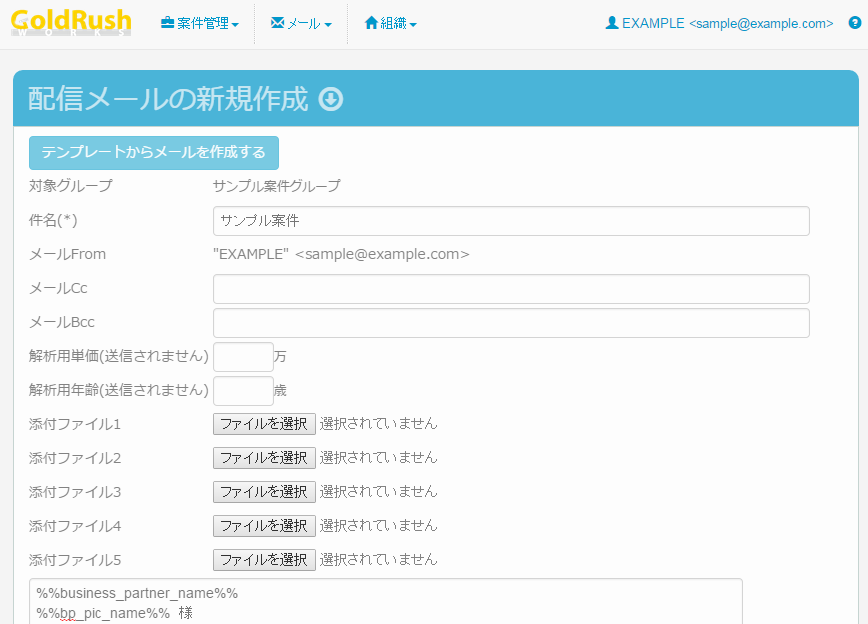 GoldRush
WORKS
案件管理 メール 組織 EXAMPLE <sample@example.com> ?
配信メールの新規作成
テンプレートからメールを作成する
対象グループ サンプル案件グループ
件名(*) サンプル案件
メールFrom "EXAMPLE" <sample@example.com>
メールCc
メールBcc
解析用単価(送信されません) 万
解析用年齢(送信されません) 歳
添付ファイル1 ファイルを選択 選択されていません
添付ファイル2 ファイルを選択 選択されていません
添付ファイル3 ファイルを選択 選択されていません
添付ファイル4 ファイルを選択 選択されていません
添付ファイル5 ファイルを選択 選択されていません
%%business_partner_name%%
%%bp_pic_name%% 様